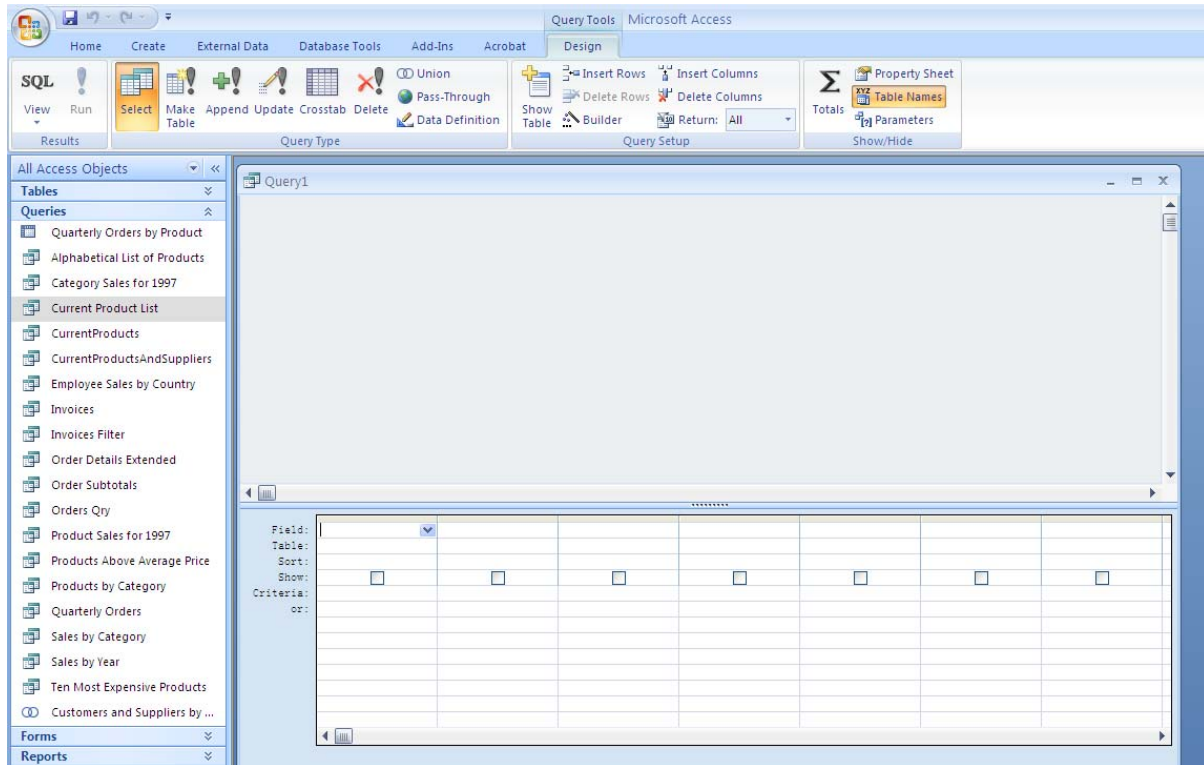 Query Tools Microsoft Access
Home Create External Data Database Tools Add-Ins Acrobat Design
SQL
View
Run
Results
Select
Make Table
Append
Update
Crosstab
Delete
Union
Pass-Through
Data Definition
Query Type
Show Table
Insert Rows
Delete Rows
Builder
Insert Columns
Delete Columns
Return: All
Query Setup
Σ
Totals
Property Sheet
XYZ
Table Names
[?]
Parameters
Show/Hide
All Access Objects
Tables
Queries
Quarterly Orders by Product
Alphabetical List of Products
Category Sales for 1997
Current Product List
CurrentProducts
CurrentProductsAndSuppliers
Employee Sales by Country
Invoices
Invoices Filter
Order Details Extended
Order Subtotals
Orders Qry
Product Sales for 1997
Products Above Average Price
Products by Category
Quarterly Orders
Sales by Category
Sales by Year
Ten Most Expensive Products
Customers and Suppliers by ...
Forms
Reports
Query1
Field:
Table:
Sort:
Show:
Criteria:
or: